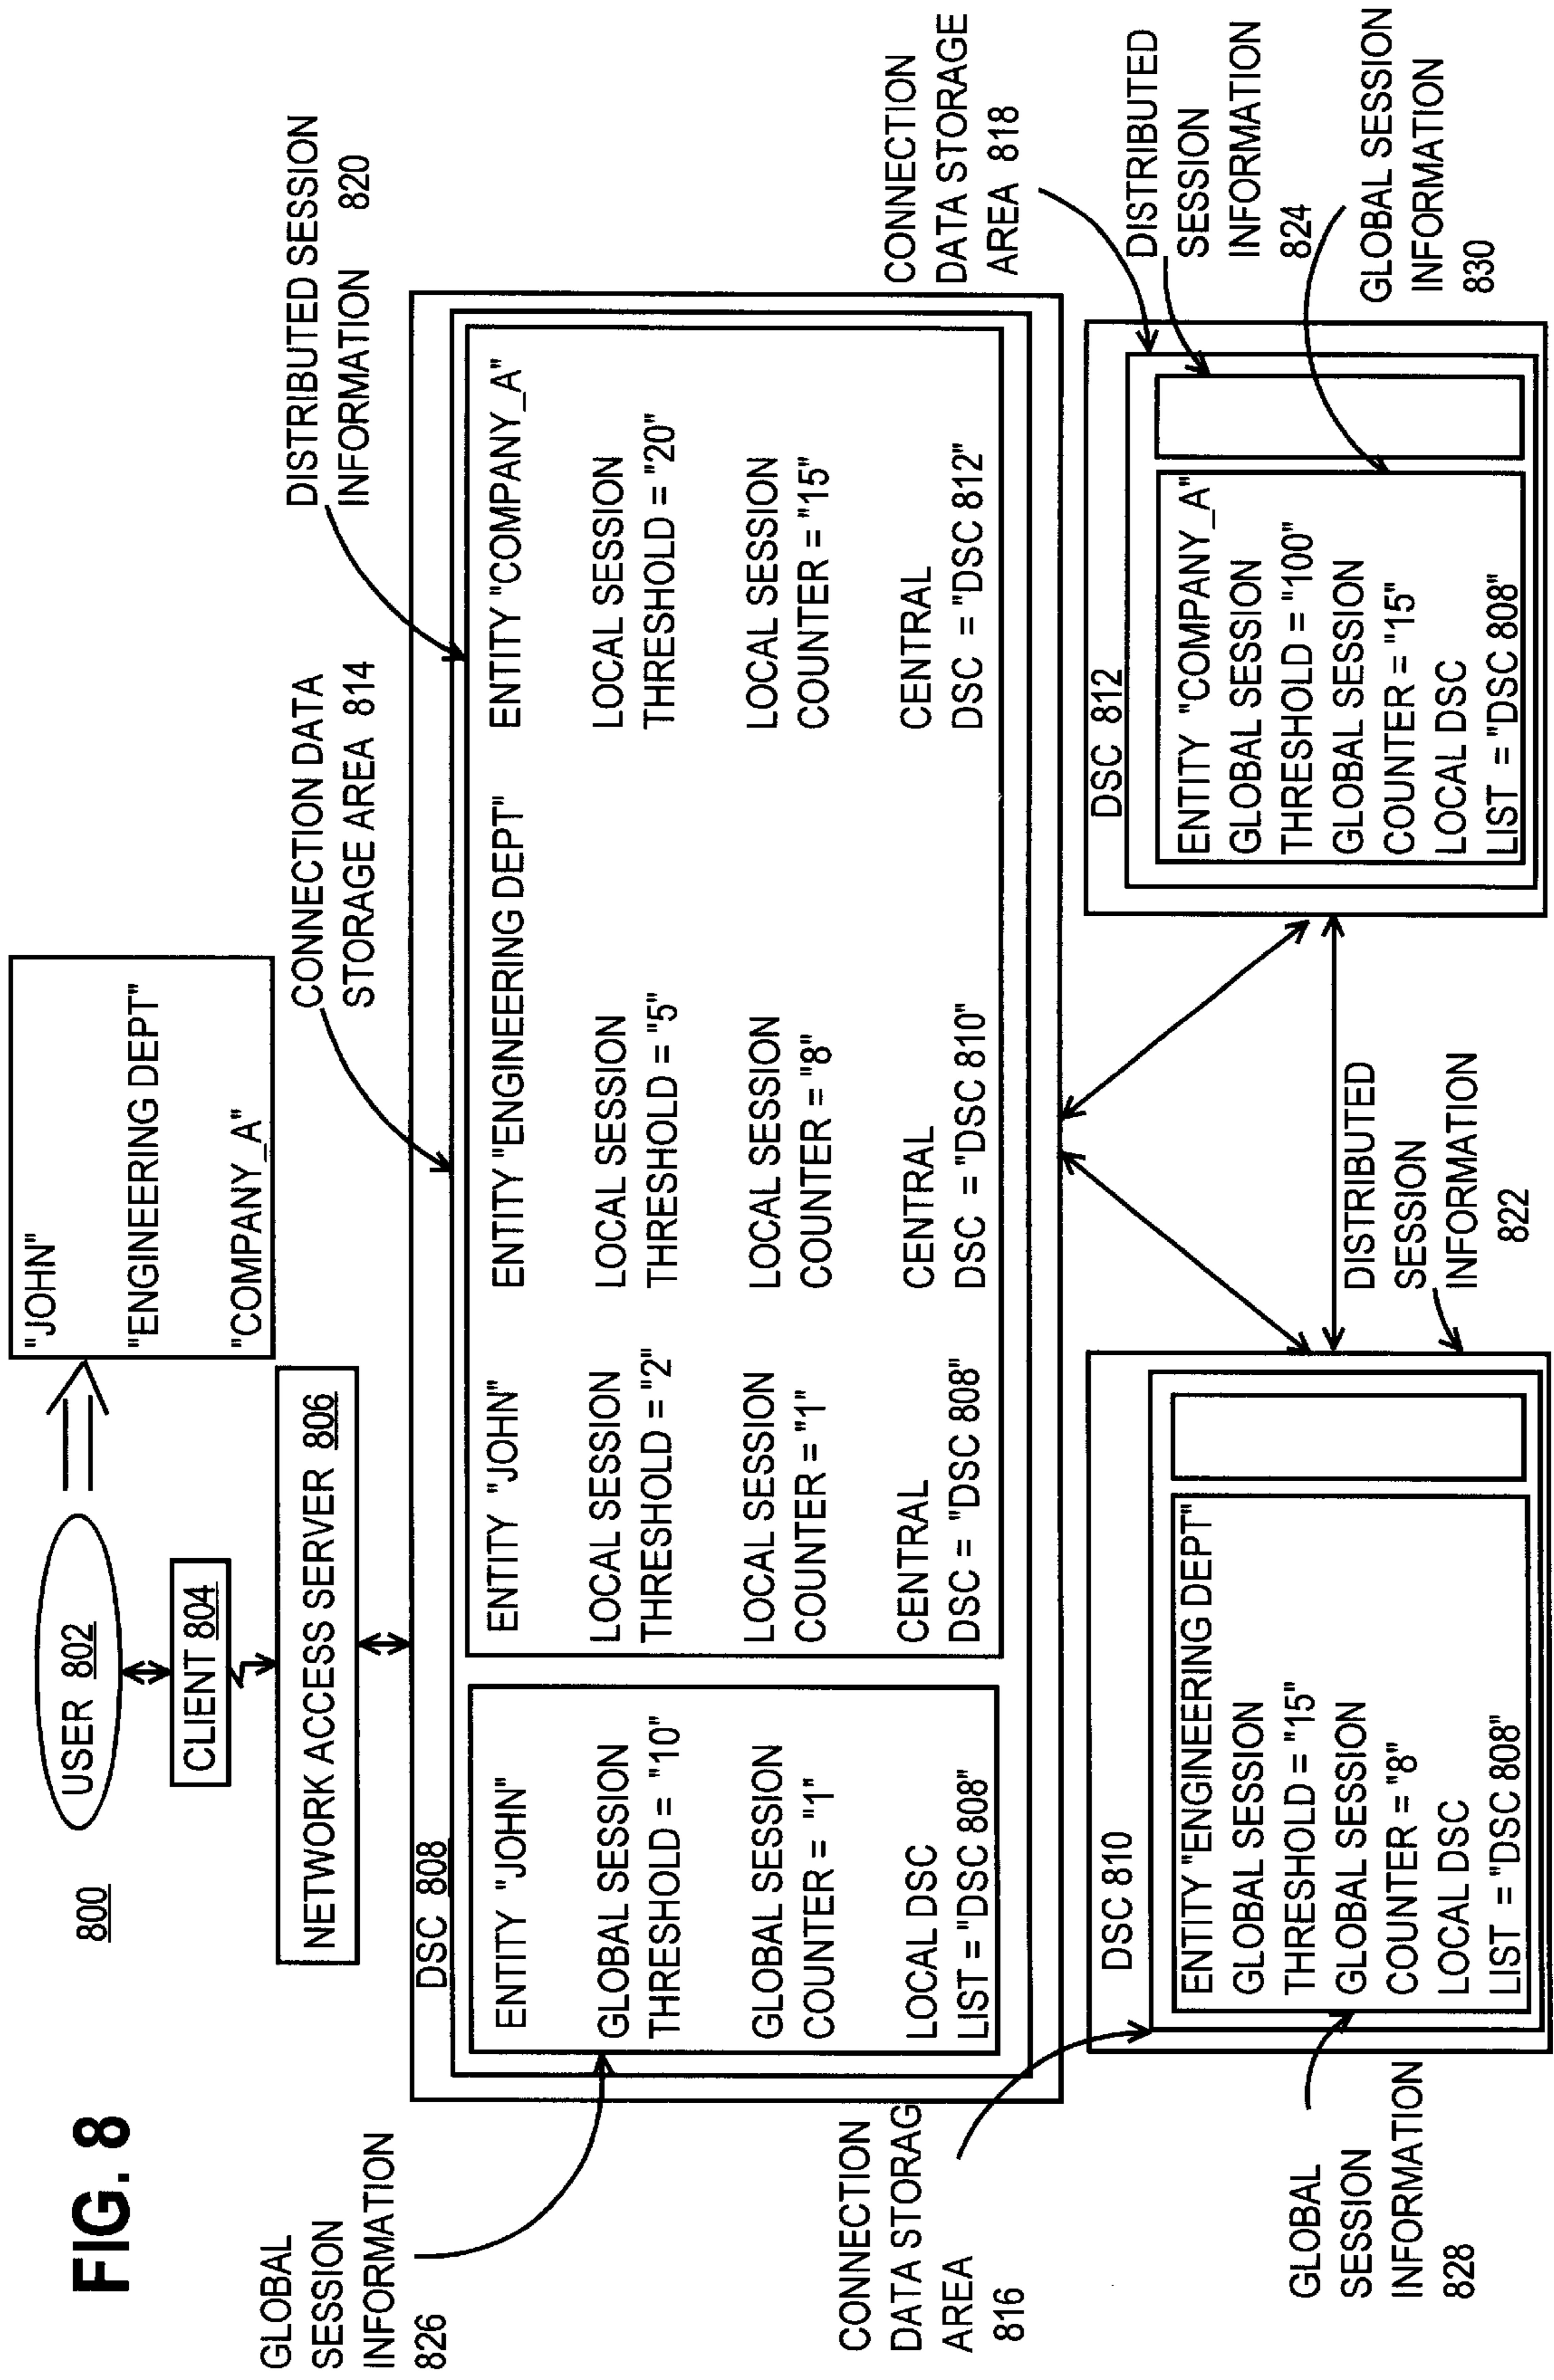 FIG. 8
800
USER 802
"JOHN"
"ENGINEERING DEPT"
"COMPANY_A"
CLIENT 804
NETWORK ACCESS SERVER 806
GLOBAL
SESSION
INFORMATION
826
CONNECTION DATA
STORAGE AREA 814
DISTRIBUTED SESSION
INFORMATION 820
DSC 808
ENTITY "JOHN"
GLOBAL SESSION
THRESHOLD = "10"
GLOBAL SESSION
COUNTER = "1"
LOCAL DSC
LIST = "DSC 808"
ENTITY "JOHN"
LOCAL SESSION
THRESHOLD = "2"
LOCAL SESSION
COUNTER = "1"
CENTRAL
DSC = "DSC 808"
ENTITY "ENGINEERING DEPT"
LOCAL SESSION
THRESHOLD = "5"
LOCAL SESSION
COUNTER = "8"
CENTRAL
DSC = "DSC 810"
ENTITY "COMPANY_A"
LOCAL SESSION
THRESHOLD = "20"
LOCAL SESSION
COUNTER = "15"
CENTRAL
DSC = "DSC 812"
CONNECTION
DATA STORAG
AREA
816
CONNECTION
DATA STORAGE
AREA 818
DSC 810
ENTITY "ENGINEERING DEPT"
GLOBAL SESSION
THRESHOLD = "15"
GLOBAL SESSION
COUNTER = "8"
LOCAL DSC
LIST = "DSC 808"
GLOBAL
SESSION
INFORMATION
828
DISTRIBUTED
SESSION
INFORMATION
822
DSC 812
ENTITY "COMPANY_A"
GLOBAL SESSION
THRESHOLD = "100"
GLOBAL SESSION
COUNTER = "15"
LOCAL DSC
LIST = "DSC 808"
DISTRIBUTED
SESSION
INFORMATION
824
GLOBAL SESSION
INFORMATION
830